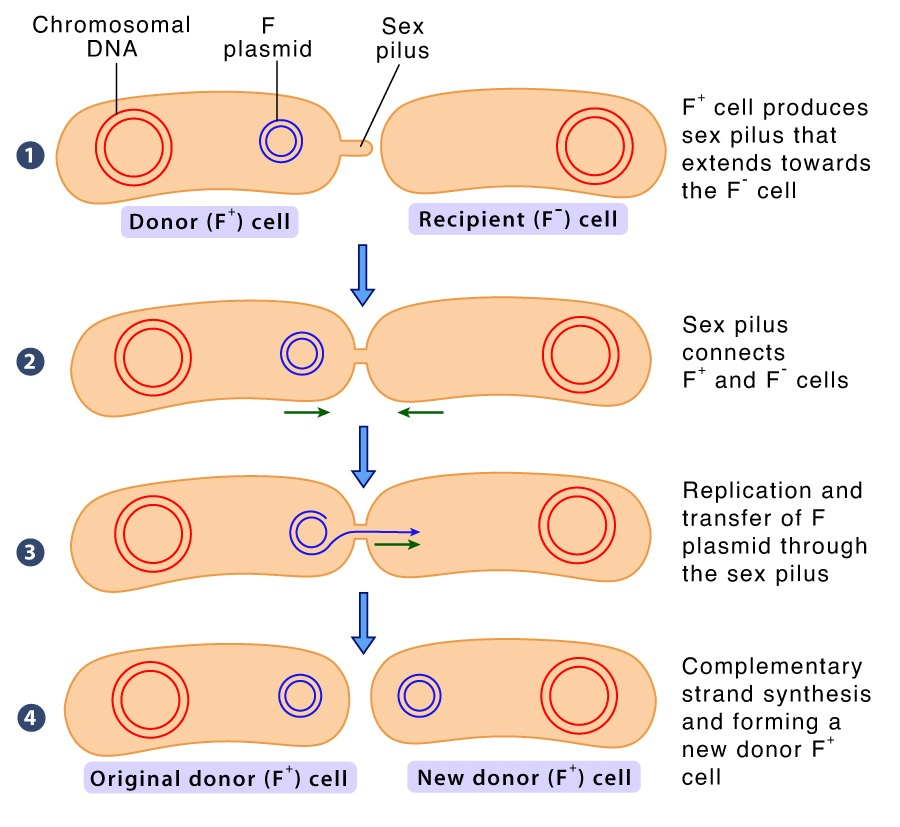 Chromosomal
DNA
F
plasmid
Sex
pilus
1
F⁺ cell produces
sex pilus that
extends towards
the F⁻ cell
Donor (F⁺) cell
Recipient (F⁻) cell
2
Sex pilus
connects
F⁺ and F⁻ cells
3
Replication and
transfer of F
plasmid through
the sex pilus
4
Complementary
strand synthesis
and forming a
new donor F⁺
cell
Original donor (F⁺) cell
New donor (F⁺) cell